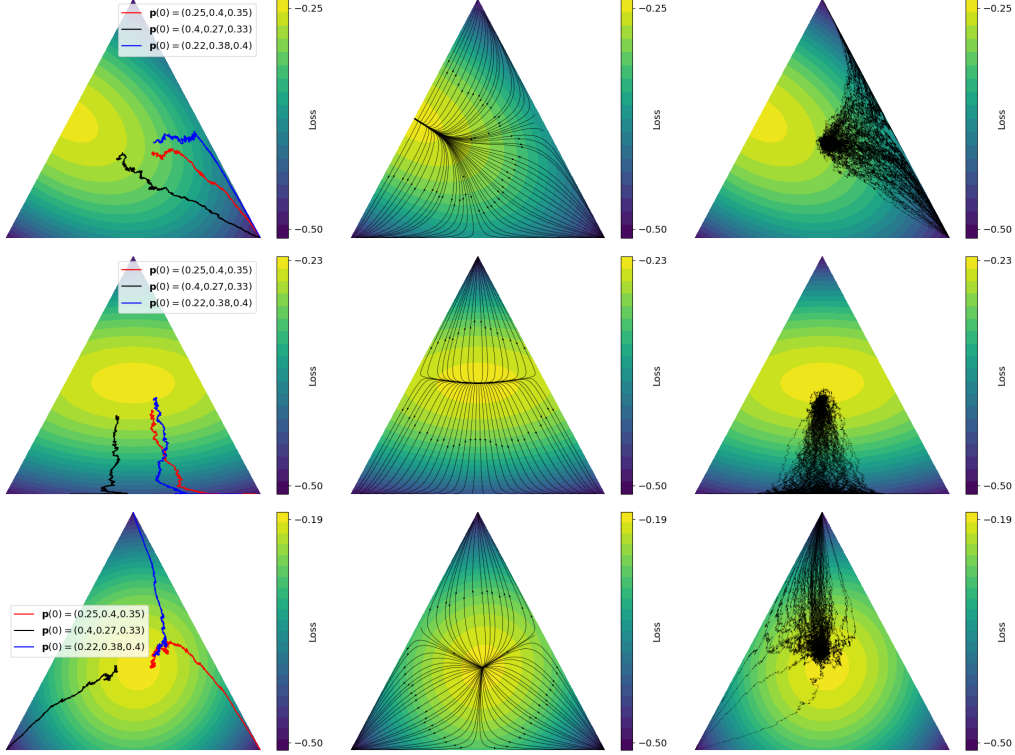 p(0) = (0.25,0.4,0.35)
p(0) = (0.4,0.27,0.33)
p(0) = (0.22,0.38,0.4)
−0.25
Loss
−0.50
−0.25
Loss
−0.50
−0.25
Loss
−0.50
p(0) = (0.25,0.4,0.35)
p(0) = (0.4,0.27,0.33)
p(0) = (0.22,0.38,0.4)
−0.23
Loss
−0.50
−0.23
Loss
−0.50
−0.23
Loss
−0.50
p(0) = (0.25,0.4,0.35)
p(0) = (0.4,0.27,0.33)
p(0) = (0.22,0.38,0.4)
−0.19
Loss
−0.50
−0.19
Loss
−0.50
−0.19
Loss
−0.50